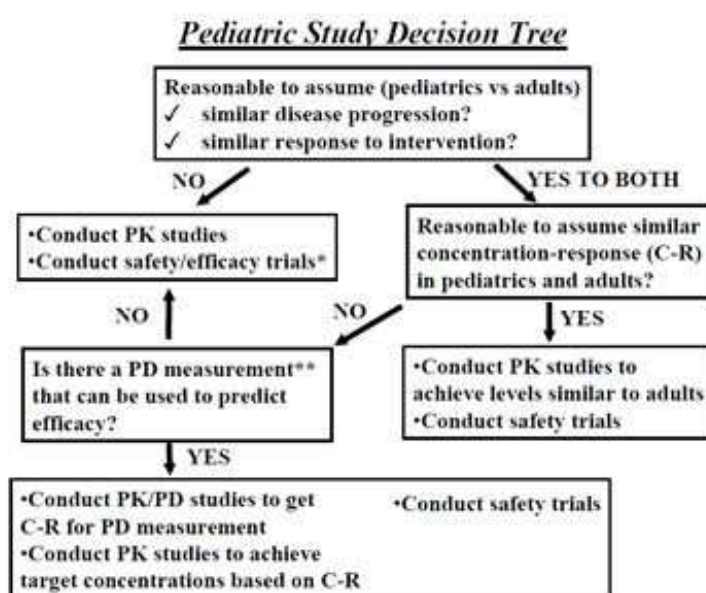 Pediatric Study Decision Tree
Reasonable to assume (pediatrics vs adults)
✓ similar disease progression?
✓ similar response to intervention?
NO
YES TO BOTH
•Conduct PK studies
•Conduct safety/efficacy trials*
Reasonable to assume similar
concentration-response (C-R)
in pediatrics and adults?
NO
NO
YES
Is there a PD measurement**
that can be used to predict
efficacy?
•Conduct PK studies to
achieve levels similar to adults
•Conduct safety trials
YES
•Conduct PK/PD studies to get
C-R for PD measurement
•Conduct PK studies to achieve
target concentrations based on C-R
•Conduct safety trials